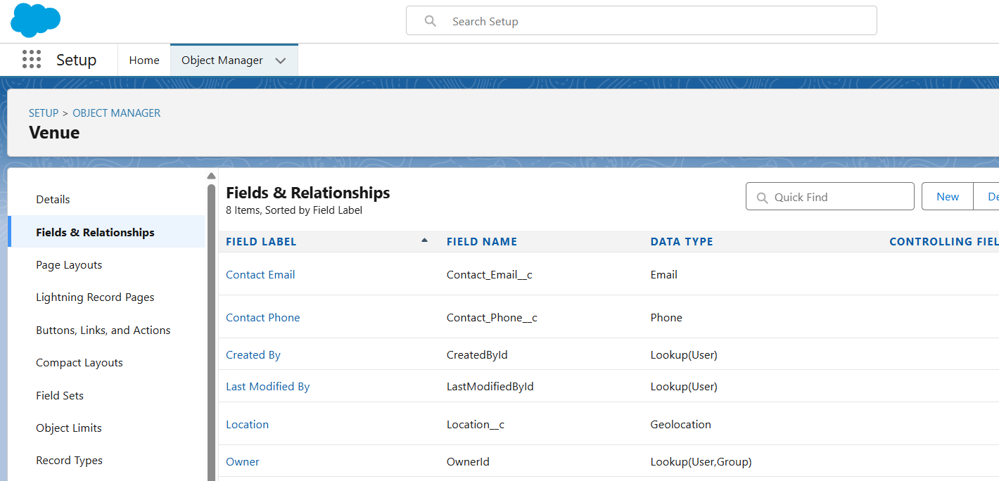 Search Setup
Setup Home Object Manager
SETUP > OBJECT MANAGER
Venue
Details
Fields & Relationships
Page Layouts
Lightning Record Pages
Buttons, Links, and Actions
Compact Layouts
Field Sets
Object Limits
Record Types
Fields & Relationships
8 Items, Sorted by Field Label
Quick Find
New De
FIELD LABEL FIELD NAME DATA TYPE CONTROLLING FIEL
Contact Email Contact_Email__c Email
Contact Phone Contact_Phone__c Phone
Created By CreatedById Lookup(User)
Last Modified By LastModifiedById Lookup(User)
Location Location__c Geolocation
Owner OwnerId Lookup(User,Group)